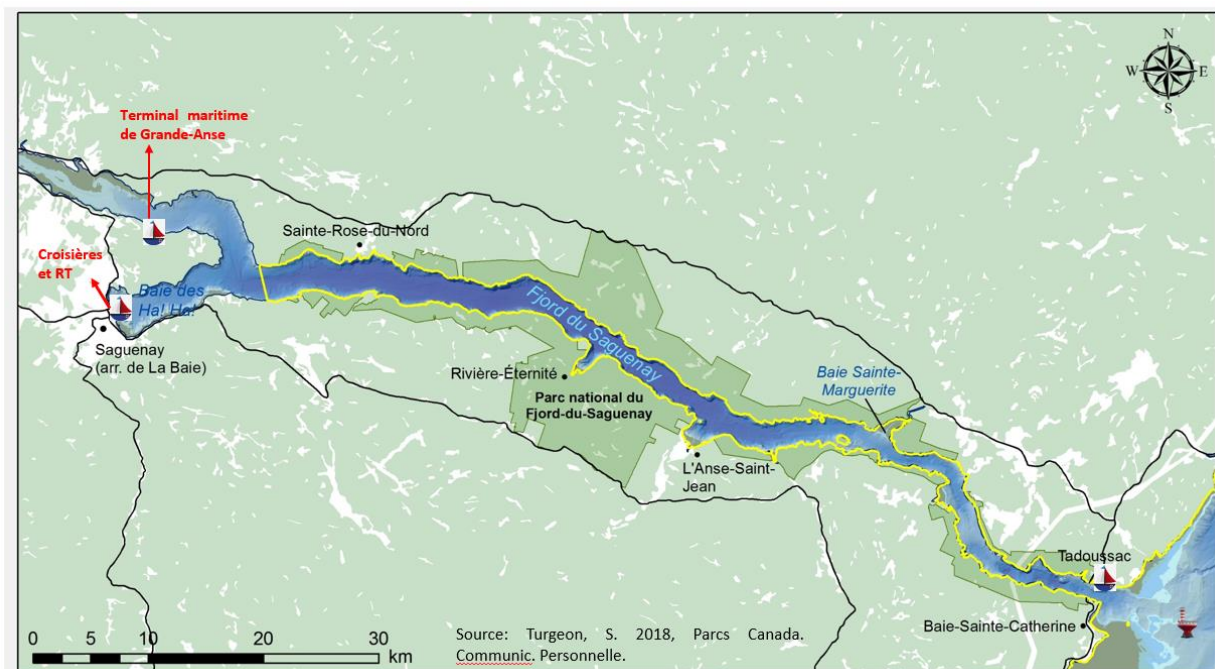 N
W E
S
Terminal maritime
de Grande-Anse
Sainte-Rose-du-Nord
Croisières
et RT
Baie des
Ha! Ha!
Saguenay
(arr. de La Baie)
Fjord du Saguenay
Rivière-Éternité
Parc national du
Fjord-du-Saguenay
Baie Sainte-
Marguerite
L'Anse-Saint-
Jean
Tadoussac
Baie-Sainte-Catherine
0 5 10 20 30
km
Source: Turgeon, S. 2018, Parcs Canada.
Communic. Personnelle.